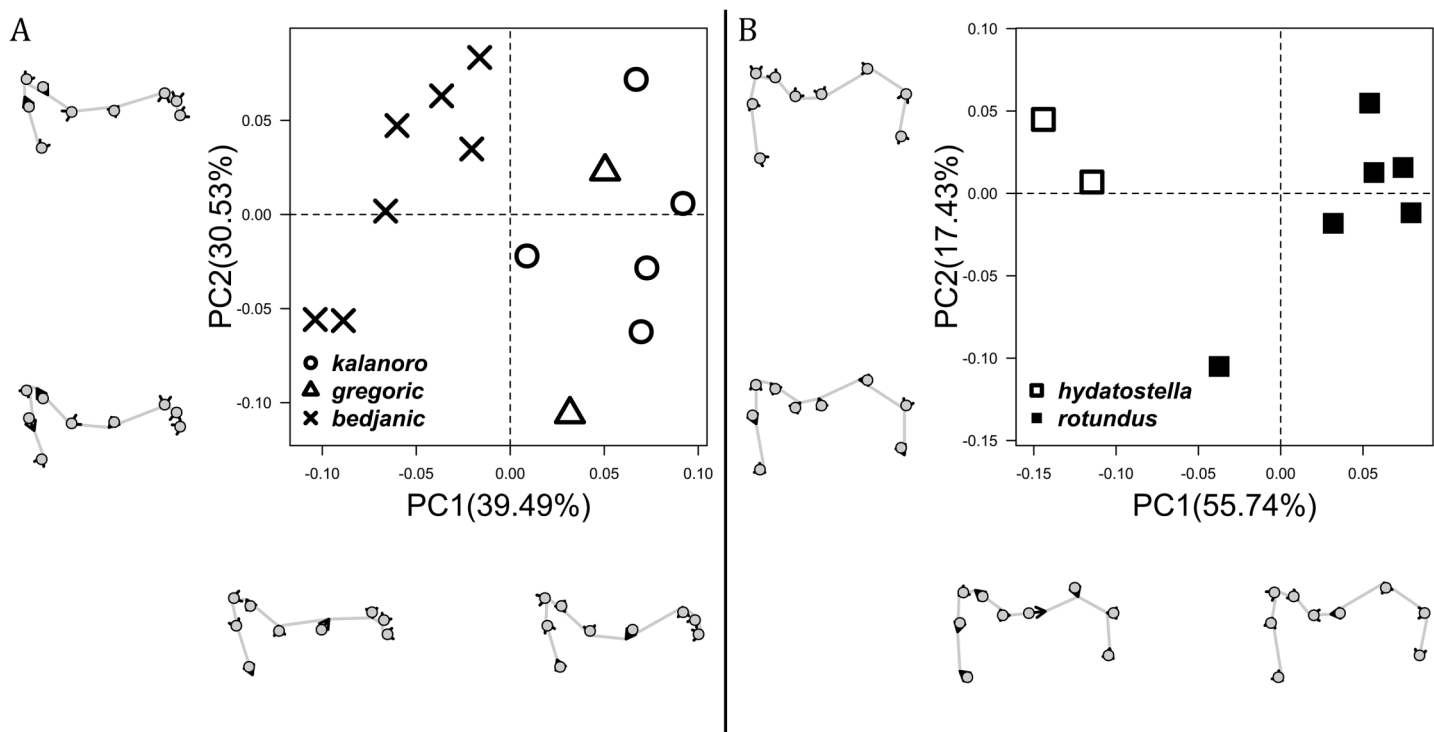 A
PC2(30.53%)
0.05
0.00
-0.05
-0.10
kalanoro
gregoric
bedjanic
-0.10
-0.05
0.00
0.05
0.10
PC1(39.49%)
B
PC2(17.43%)
0.10
0.05
0.00
-0.05
-0.10
-0.15
hydatostella
rotundus
-0.15
-0.10
-0.05
0.00
0.05
PC1(55.74%)